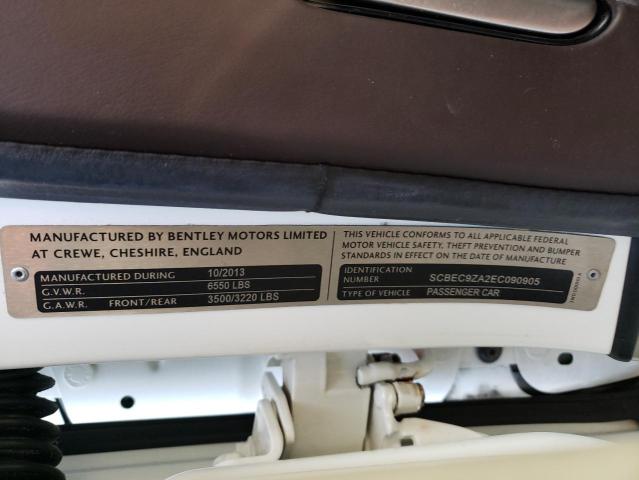 MANUFACTURED BY BENTLEY MOTORS LIMITED
AT CREWE, CHESHIRE, ENGLAND
MANUFACTURED DURING 10/2013
G.V.W.R. 6550 LBS
G.A.W.R. FRONT/REAR 3500/3220 LBS
THIS VEHICLE CONFORMS TO ALL APPLICABLE FEDERAL
MOTOR VEHICLE SAFETY, THEFT PREVENTION AND BUMPER
STANDARDS IN EFFECT ON THE DATE OF MANUFACTURE
IDENTIFICATION
NUMBER SCBEC9ZA2EC090905
TYPE OF VEHICLE PASSENGER CAR